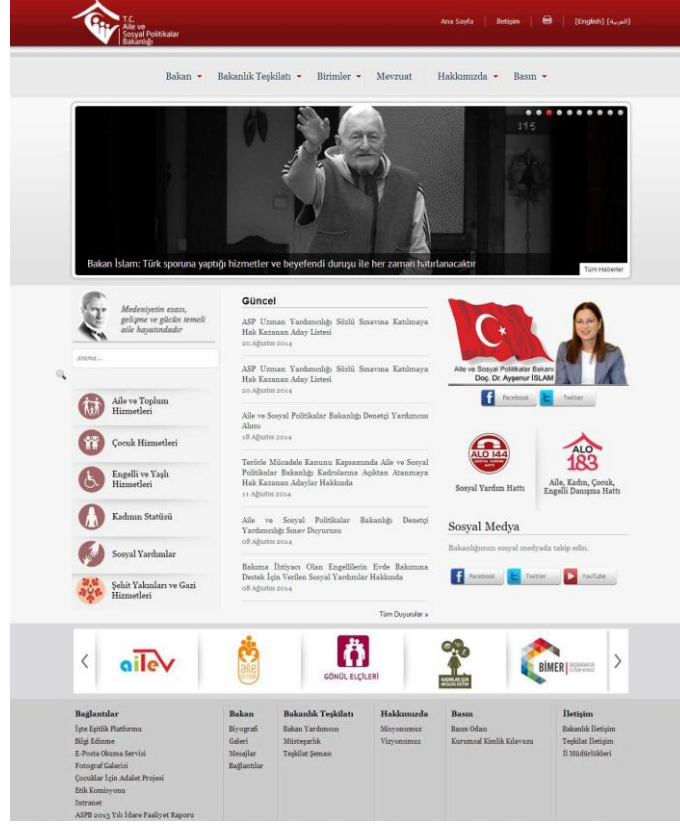 T.C.
Aile ve
Sosyal Politikalar
Bakanlığı
Ana Sayfa
İletişim
[English] [العربية]
Bakan
Bakanlık Teşkilatı
Birimler
Mevzuat
Hakkımızda
Basın
115
Bakan İslam: Türk sporuna yaptığı hizmetler ve beyefendi duruşu ile her zaman hatırlanacaktır
Tüm Haberler
Medeniyetin esası,
gelişme ve gücün temeli
aile hayatındadır
Arama...
Aile ve Toplum
Hizmetleri
Çocuk Hizmetleri
Engelli ve Yaşlı
Hizmetleri
Kadının Statüsü
Sosyal Yardımlar
Şehit Yakınları ve Gazi
Hizmetleri
Güncel
ASP Uzman Yardımcılığı Sözlü Sınavına Katılmaya
Hak Kazanan Aday Listesi
20 Ağustos 2014
ASP Uzman Yardımcılığı Sözlü Sınavına Katılmaya
Hak Kazanan Aday Listesi
20 Ağustos 2014
Aile ve Sosyal Politikalar Bakanlığı Denetçi Yardımcısı
Alımı
18 Ağustos 2014
Terörle Mücadele Kanunu Kapsamında Aile ve Sosyal
Politikalar Bakanlığı Kadrolarına Açıktan Atanmaya
Hak Kazanan Adaylar Hakkında
11 Ağustos 2014
Aile ve Sosyal Politikalar Bakanlığı Denetçi
Yardımcılığı Sınav Duyurusu
08 Ağustos 2014
Bakıma İhtiyacı Olan Engellilerin Evde Bakımına
Destek İçin Verilen Sosyal Yardımlar Hakkında
08 Ağustos 2014
Tüm Duyurular »
Aile ve Sosyal Politikalar Bakanı
Doç. Dr. Ayşenur İSLAM
Facebook
Twitter
ALO 144
Sosyal Yardım Hattı
ALO
183
Aile, Kadın, Çocuk,
Engelli Danışma Hattı
Sosyal Medya
Bakanlığımızın sosyal medyada takip edin.
Facebook
Twitter
YouTube
aiTeV
aile
GÖNÜL ELÇİLERİ
KADINLAR İÇİN
MESLEKİ EĞİTİM
BİMER
Bağlantılar
İşte Eşitlik Platformu
Bilgi Edinme
E-Posta Okuma Servisi
Fotograf Galerisi
Çocuklar İçin Adalet Projesi
Etik Komisyonu
Intranet
ASPB 2013 Yılı İdare Faaliyet Raporu
Bakan
Biyografi
Galeri
Mesajlar
Bağlantılar
Bakanlık Teşkilatı
Bakan Yardımcısı
Müsteşarlık
Teşkilat Şeması
Hakkımızda
Misyonumuz
Vizyonumuz
Basın
Basın Odası
Kurumsal Kimlik Kılavuzu
İletişim
Bakanlık İletişim
Teşkilat İletişim
İl Müdürlükleri